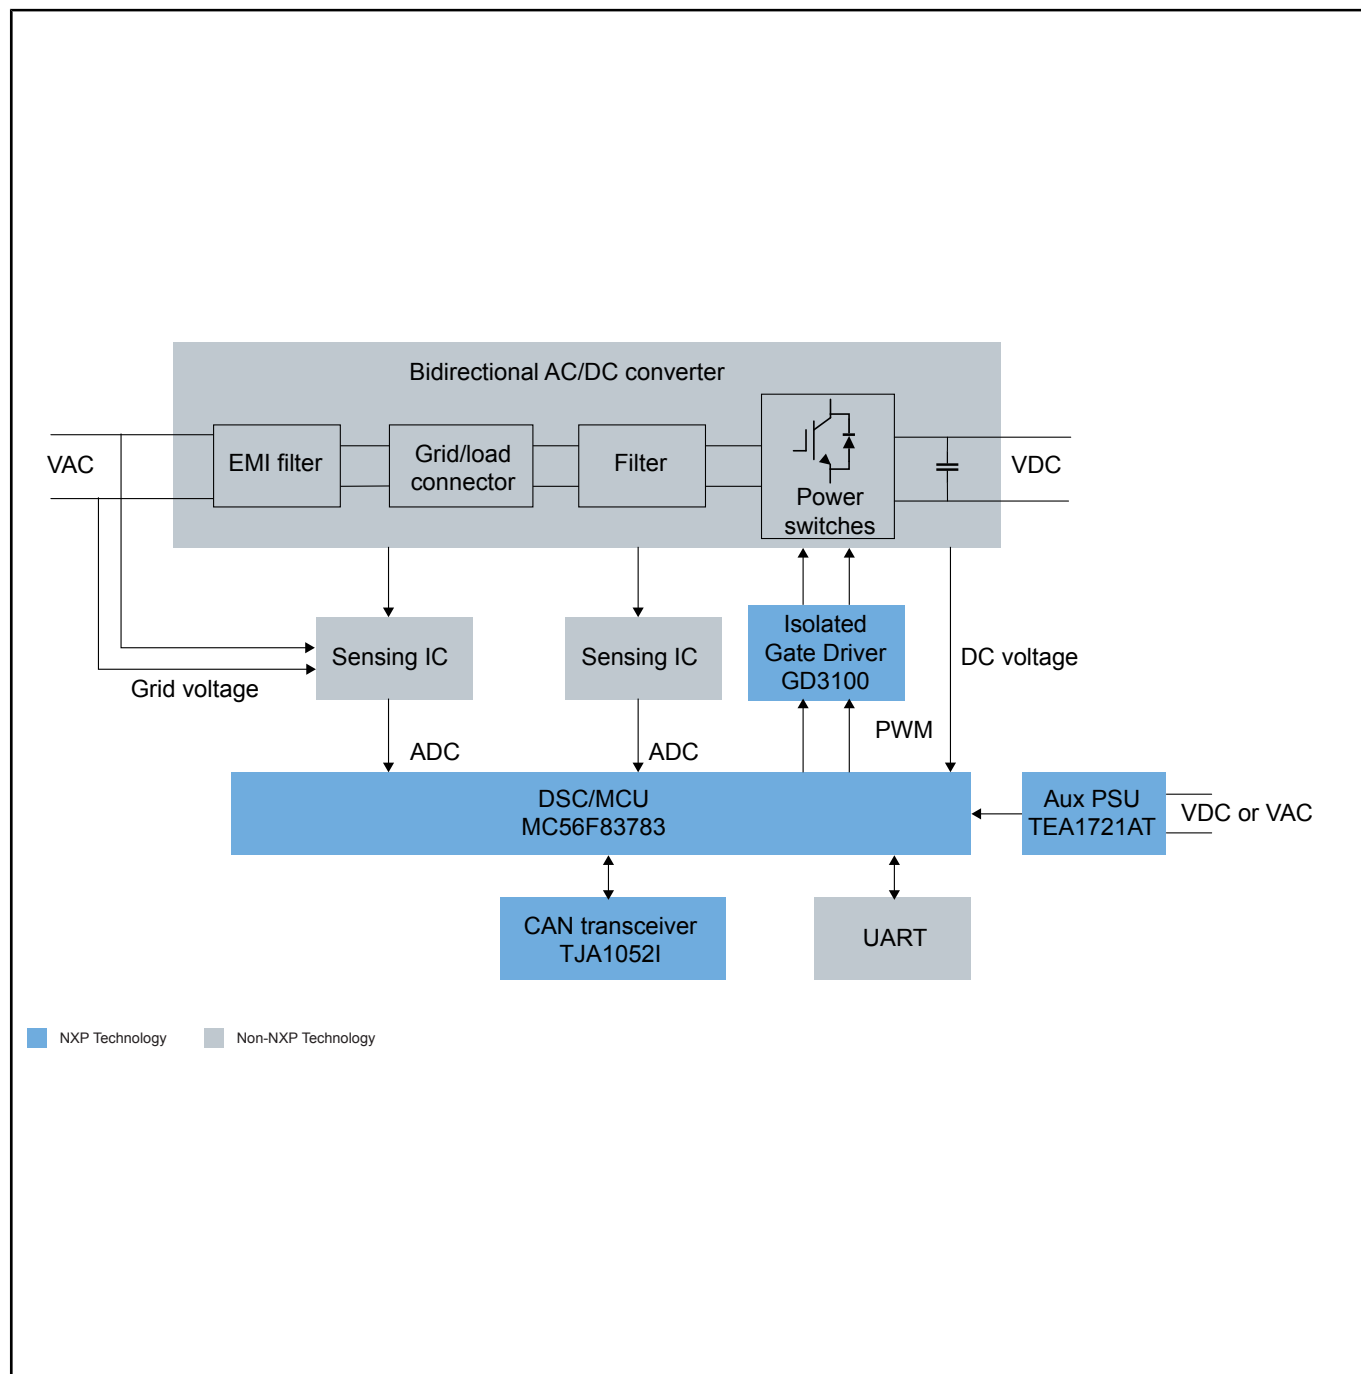 Bidirectional AC/DC converter
VAC
EMI filter
Grid/load
connector
Filter
Power
switches
VDC
Sensing IC
Sensing IC
Isolated
Gate Driver
GD3100
DC voltage
Grid voltage
ADC
ADC
PWM
DSC/MCU
MC56F83783
Aux PSU
TEA1721AT
VDC or VAC
CAN transceiver
TJA1052I
UART
NXP Technology
Non-NXP Technology